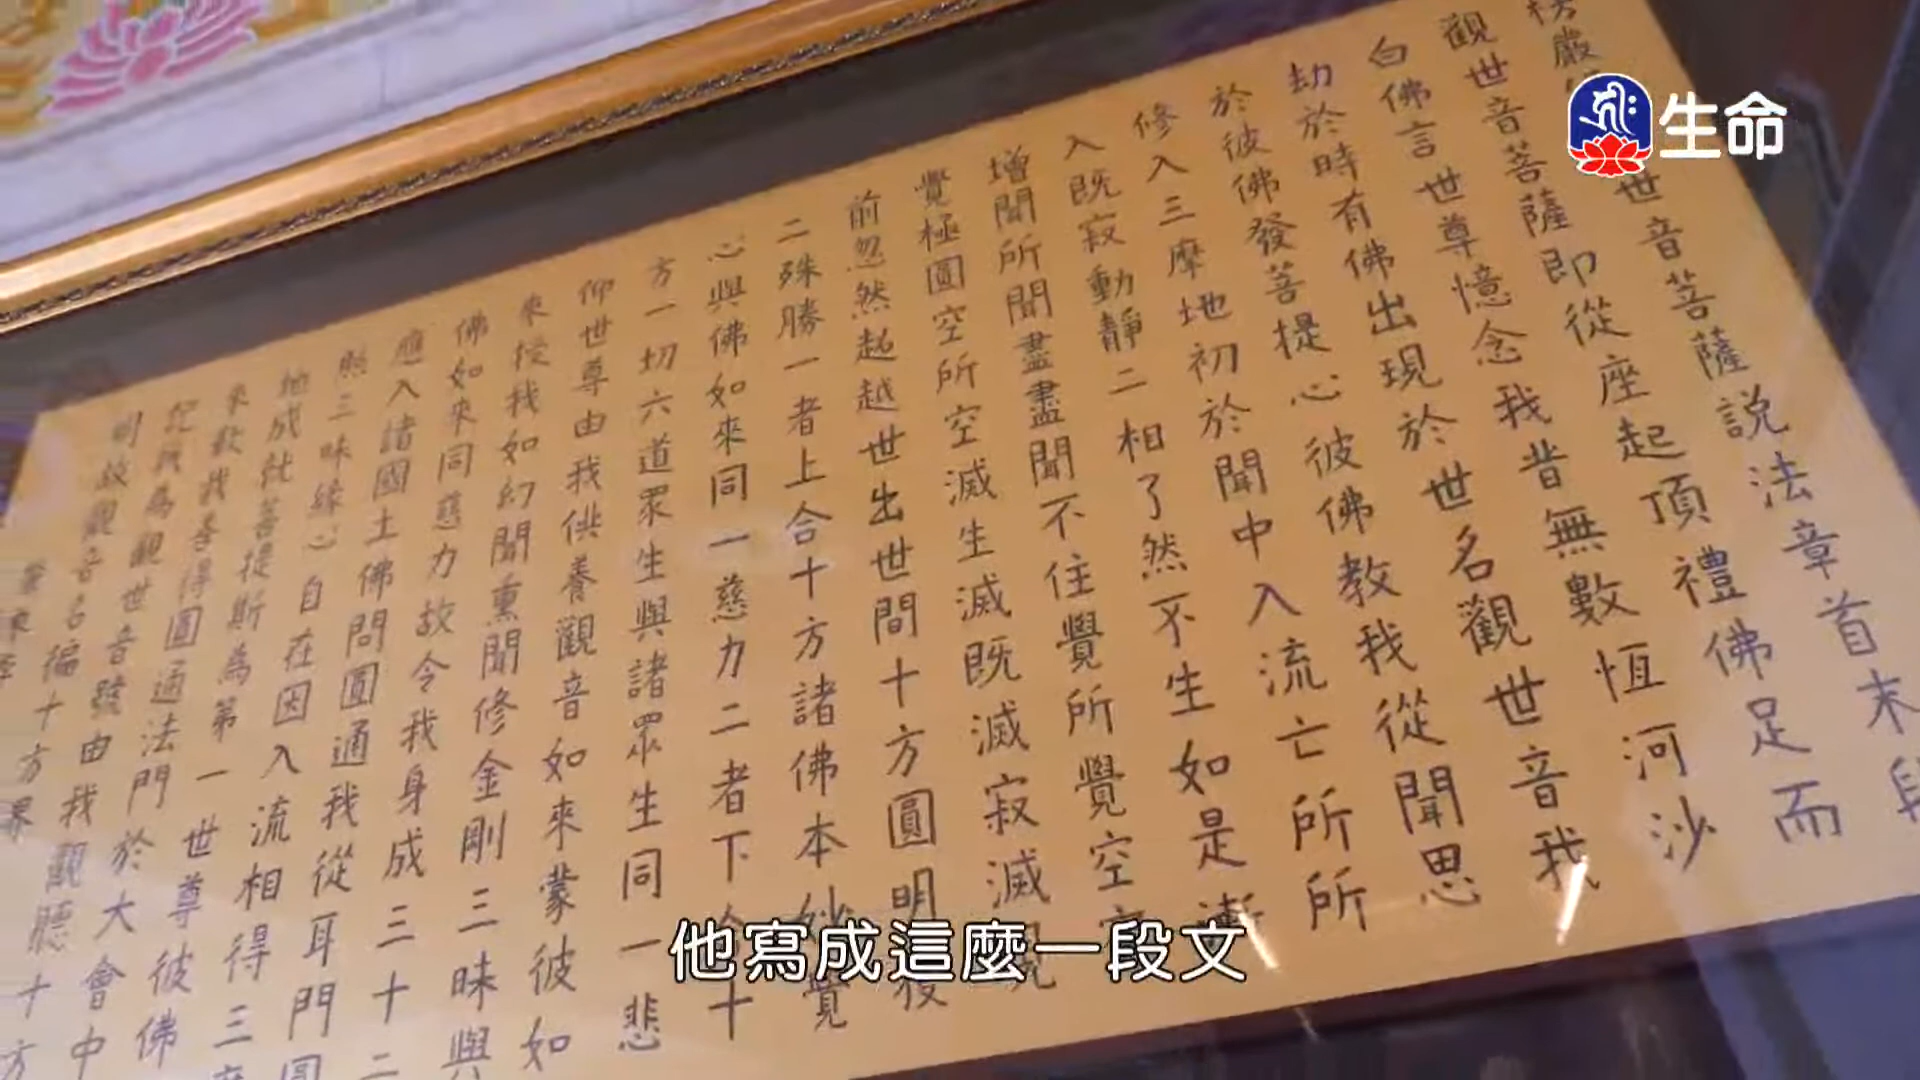 楞嚴世音菩薩說法章首末段
觀世音菩薩即從座起頂禮佛足而
白佛言世尊憶念我昔無數恆河沙
劫於時有佛出現於世名觀世音我
於彼佛發菩提心彼佛教我從聞思
修入三摩地初於聞中入流亡所所
入既寂動靜二相了然不生如是漸
增聞所聞盡盡聞不住覺所覺空空
覺極圓空所空滅生滅既滅寂滅現
前忽然超越世出世間十方圓明獲
二殊勝一者上合十方諸佛本妙覺
心與佛如來同一慈力二者下合十
方一切六道眾生與諸眾生同一悲
仰世尊由我供養觀音如來蒙彼如
來授我如幻聞熏聞修金剛三昧與
佛如來同慈力故令我身成三十二
應入諸國土佛問圓通我從耳門圓
照三昧緣心自在因入流相得三摩
地成就菩提斯為第一世尊彼佛
來歎我善得圓通法門於大會中
記我為觀世音號由我觀聽十方
明故觀音名徧十方界
生命
他寫成這麼一段文